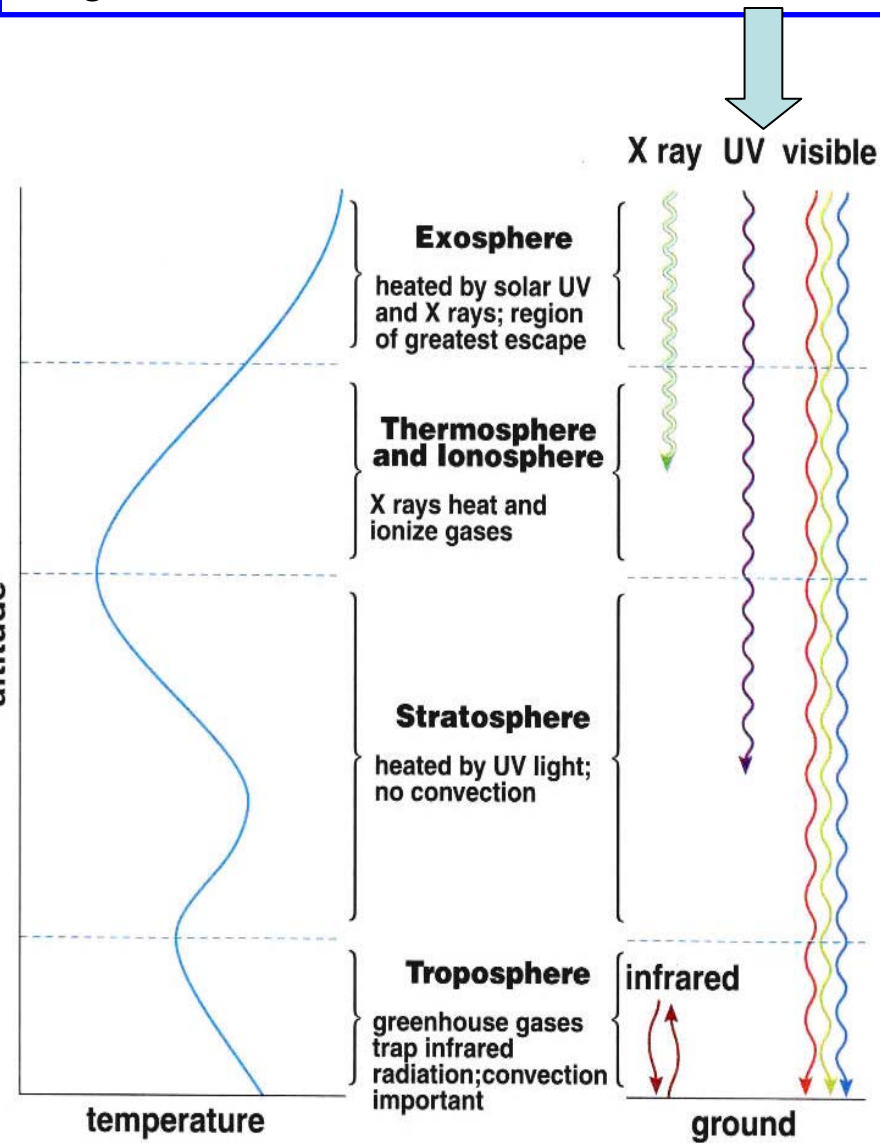 X ray UV visible
Exosphere
heated by solar UV
and X rays; region
of greatest escape
Thermosphere
and Ionosphere
X rays heat and
ionize gases
Stratosphere
heated by UV light;
no convection
Troposphere
greenhouse gases
trap infrared
radiation;convection
important
infrared
temperature
ground